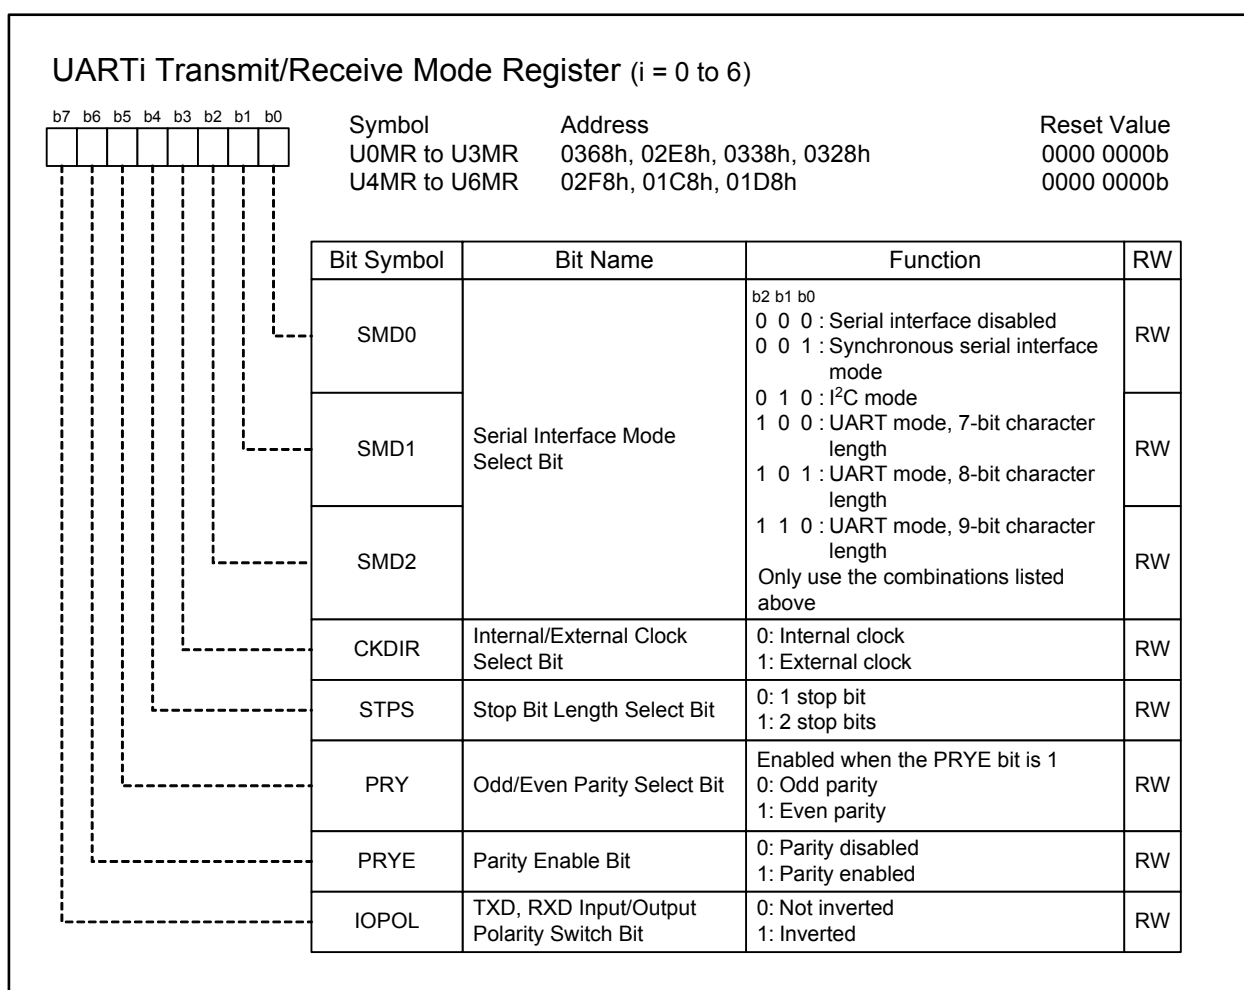 UARTi Transmit/Receive Mode Register (i = 0 to 6)
b7 b6 b5 b4 b3 b2 b1 b0
Symbol Address Reset Value
U0MR to U3MR 0368h, 02E8h, 0338h, 0328h 0000 0000b
U4MR to U6MR 02F8h, 01C8h, 01D8h 0000 0000b
Bit Symbol Bit Name Function RW
SMD0
SMD1
SMD2
Serial Interface Mode
Select Bit
b2 b1 b0
0 0 0 : Serial interface disabled
0 0 1 : Synchronous serial interface
mode
0 1 0 : I²C mode
1 0 0 : UART mode, 7-bit character
length
1 0 1 : UART mode, 8-bit character
length
1 1 0 : UART mode, 9-bit character
length
Only use the combinations listed
above
RW
RW
RW
CKDIR
Internal/External Clock
Select Bit
0: Internal clock
1: External clock
RW
STPS
Stop Bit Length Select Bit
0: 1 stop bit
1: 2 stop bits
RW
PRY
Odd/Even Parity Select Bit
Enabled when the PRYE bit is 1
0: Odd parity
1: Even parity
RW
PRYE
Parity Enable Bit
0: Parity disabled
1: Parity enabled
RW
IOPOL
TXD, RXD Input/Output
Polarity Switch Bit
0: Not inverted
1: Inverted
RW